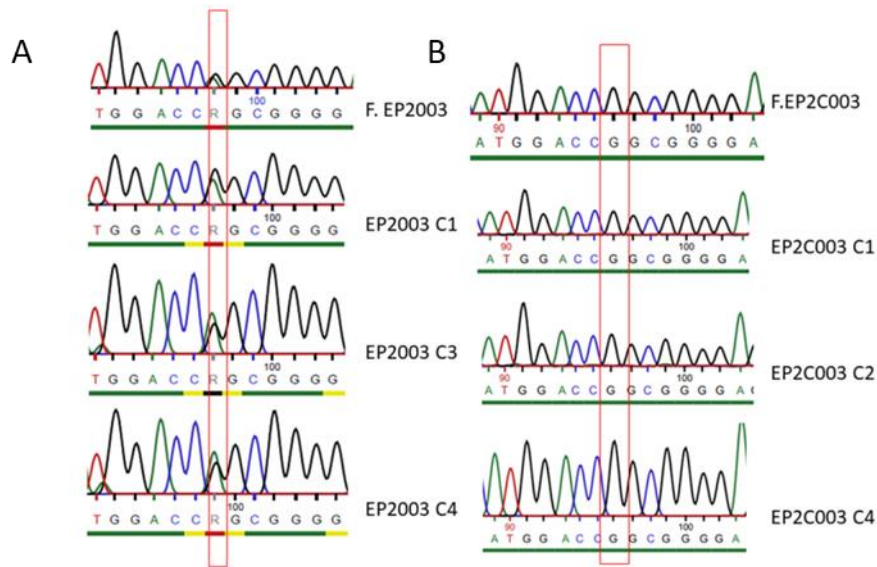 A
100
T G G A C C R G C G G G G
F. EP2003
100
T G G A C C R G C G G G G
EP2003 C1
100
T G G A C C R G C G G G G
EP2003 C3
100
T G G A C C R G C G G G G
EP2003 C4
B
90 100
A T G G A C C G G C G G G G A
F.EP2C003
90 100
A T G G A C C G G C G G G G A
EP2C003 C1
90 100
A T G G A C C G G C G G G G A
EP2C003 C2
90 100
A T G G A C C G G C G G G G A
EP2C003 C4